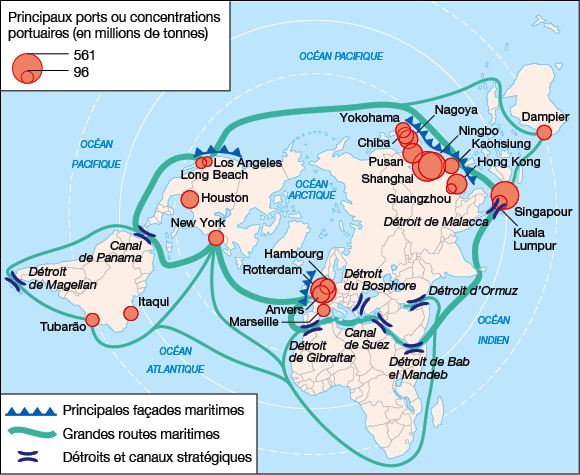 Principaux ports ou concentrations
portuaires (en millions de tonnes)
561
96
OCÉAN PACIFIQUE
OCÉAN
PACIFIQUE
Yokohama
Nagoya
Dampier
Chiba
Ningbo
Kaohsiung
Pusan
Hong Kong
Shanghai
Guangzhou
Los Angeles
Long Beach
OCÉAN
ARCTIQUE
Houston
Singapour
Détroit de Malacca
Kuala
Lumpur
New York
Canal
de Panama
Hambourg
Rotterdam
Détroit
du Bosphore
Détroit
de Magellan
Détroit d'Ormuz
Itaqui
Anvers
Marseille
OCÉAN
INDIEN
Tubarão
Détroit
de Gibraltar
Canal
de Suez
OCÉAN
ATLANTIQUE
Détroit de Bab
el Mandeb
Principales façades maritimes
Grandes routes maritimes
Détroits et canaux stratégiques